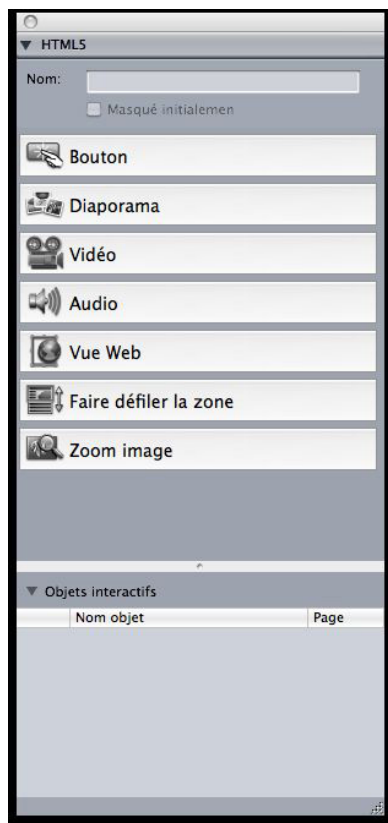 HTML5
Nom:
Masqué initialemen
Bouton
Diaporama
Vidéo
Audio
Vue Web
Faire défiler la zone
Zoom image
Objets interactifs
Nom objet Page